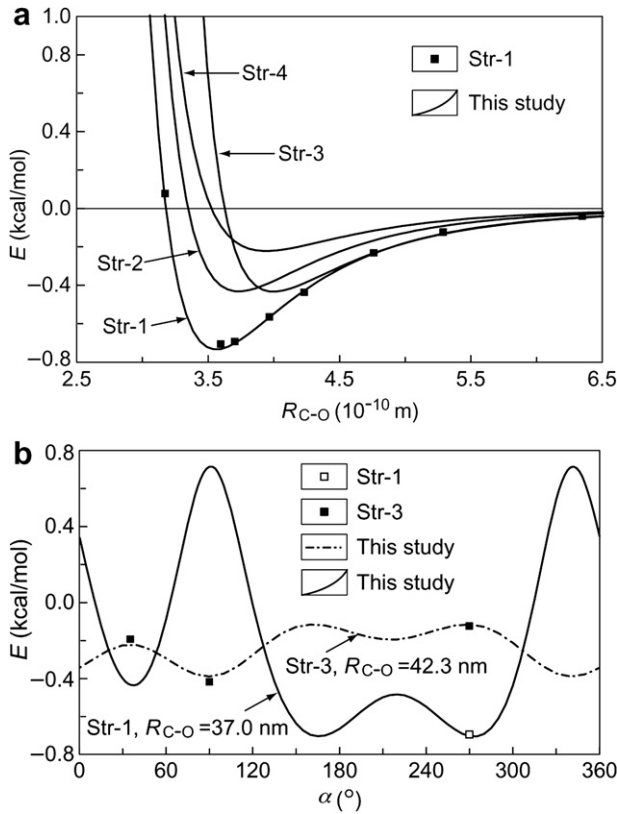 a
1.0
0.8
0.4
0.0
−0.4
−0.8
E (kcal/mol)
Str-4
Str-3
Str-2
Str-1
Str-1
This study
2.5 3.5 4.5 5.5 6.5
R_C-O (10⁻¹⁰ m)
b
0.8
0.4
0.0
−0.4
−0.8
E (kcal/mol)
Str-1
Str-3
This study
This study
Str-3, R_C-O =42.3 nm
Str-1, R_C-O =37.0 nm
0 60 120 180 240 300 360
α (°)